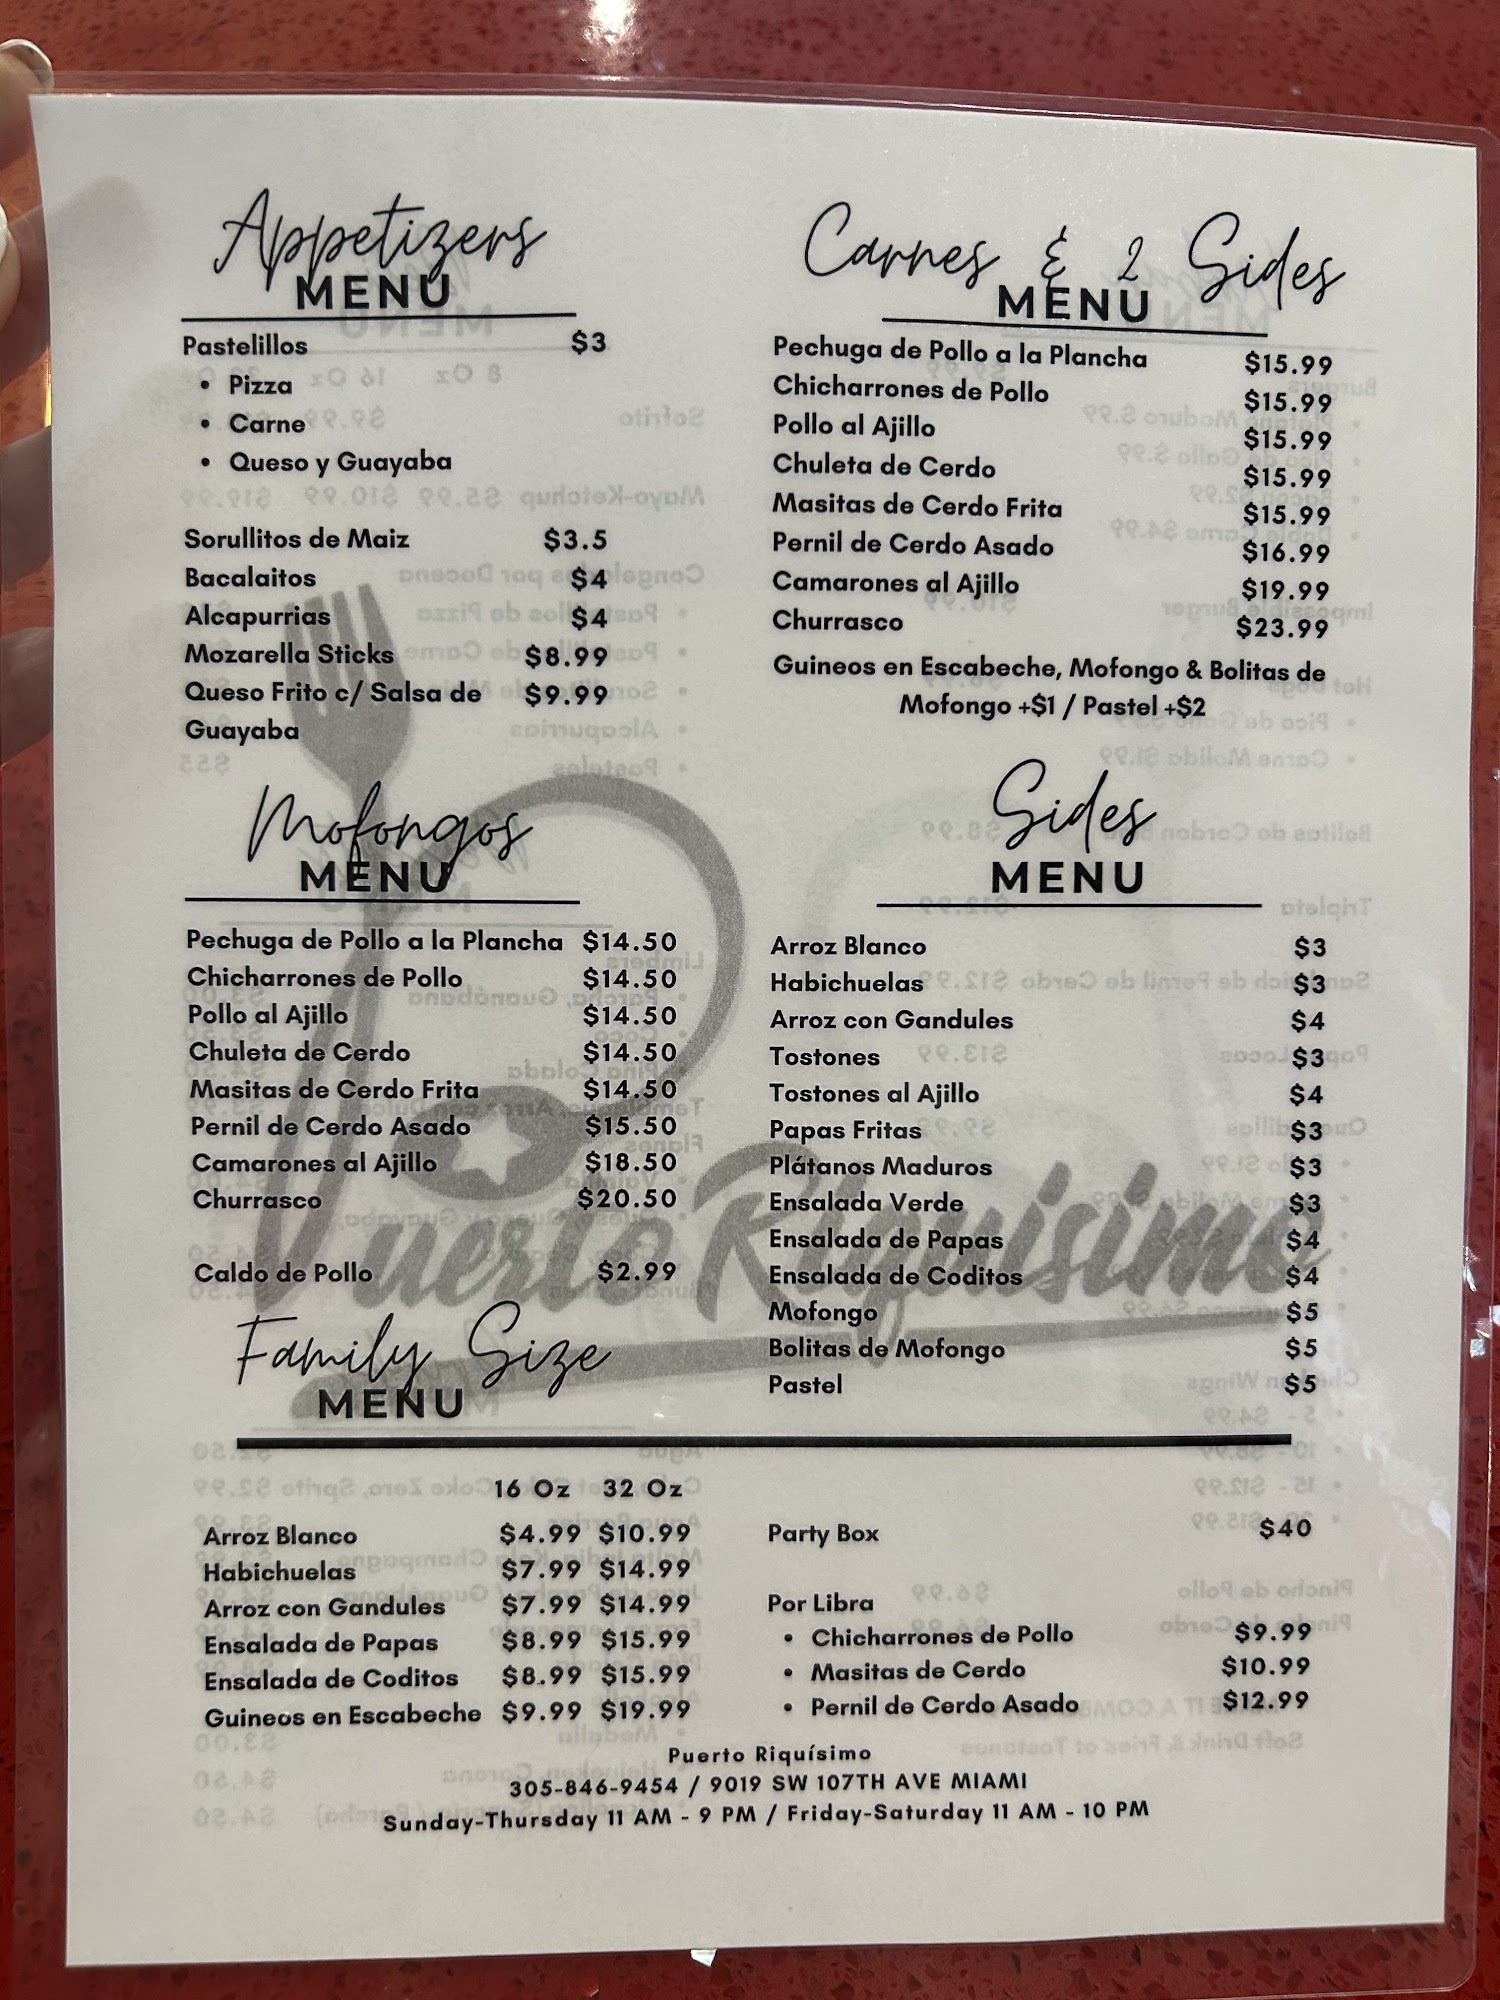 Appetizers
MENU
Pastelillos $3
• Pizza
• Carne
• Queso y Guayaba
Sorullitos de Maiz $3.5
Bacalaitos $4
Alcapurrias $4
Mozarella Sticks $8.99
Queso Frito c/ Salsa de $9.99
Guayaba
Mofongos
MENU
Pechuga de Pollo a la Plancha $14.50
Chicharrones de Pollo $14.50
Pollo al Ajillo $14.50
Chuleta de Cerdo $14.50
Masitas de Cerdo Frita $14.50
Pernil de Cerdo Asado $15.50
Camarones al Ajillo $18.50
Churrasco $20.50
Caldo de Pollo $2.99
Carnes & 2 Sides
MENU
Pechuga de Pollo a la Plancha $15.99
Chicharrones de Pollo $15.99
Pollo al Ajillo $15.99
Chuleta de Cerdo $15.99
Masitas de Cerdo Frita $15.99
Pernil de Cerdo Asado $16.99
Camarones al Ajillo $19.99
Churrasco $23.99
Guineos en Escabeche, Mofongo & Bolitas de
Mofongo +$1 / Pastel +$2
Sides
MENU
Arroz Blanco $3
Habichuelas $3
Arroz con Gandules $4
Tostones $3
Tostones al Ajillo $4
Papas Fritas $3
Plátanos Maduros $3
Ensalada Verde $3
Ensalada de Papas $4
Ensalada de Coditos $4
Mofongo $5
Bolitas de Mofongo $5
Pastel $5
Puerto Riquísimo
Family Size
MENU
16 Oz 32 Oz
Arroz Blanco $4.99 $10.99
Habichuelas $7.99 $14.99
Arroz con Gandules $7.99 $14.99
Ensalada de Papas $8.99 $15.99
Ensalada de Coditos $8.99 $15.99
Guineos en Escabeche $9.99 $19.99
Party Box $40
Por Libra
• Chicharrones de Pollo $9.99
• Masitas de Cerdo $10.99
• Pernil de Cerdo Asado $12.99
Puerto Riquísimo
305-846-9454 / 9019 SW 107TH AVE MIAMI
Sunday-Thursday 11 AM - 9 PM / Friday-Saturday 11 AM - 10 PM